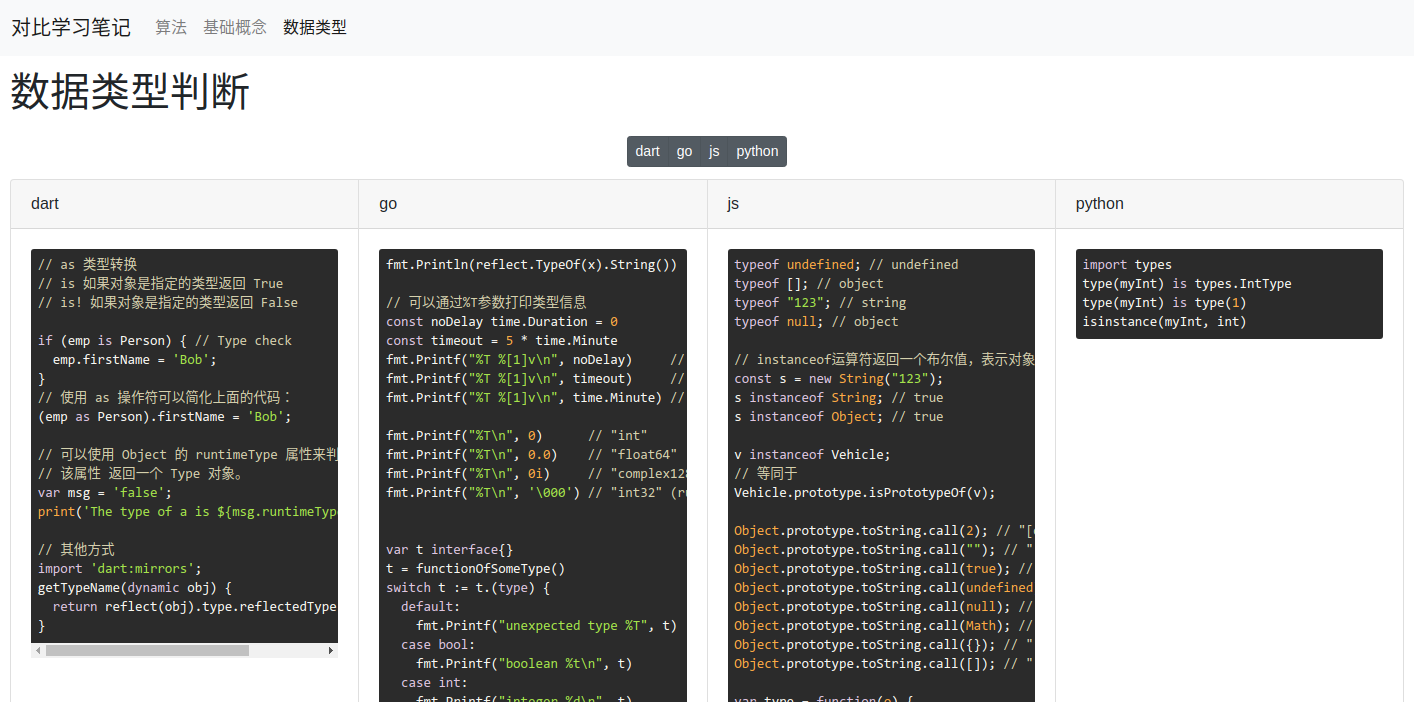 对比学习笔记 算法 基础概念 数据类型
数据类型判断
dart go js python
dart
// as 类型转换
// is 如果对象是指定的类型返回 True
// is! 如果对象是指定的类型返回 False
if (emp is Person) { // Type check
  emp.firstName = 'Bob';
}
// 使用 as 操作符可以简化上面的代码：
(emp as Person).firstName = 'Bob';
// 可以使用 Object 的 runtimeType 属性来判
// 该属性 返回一个 Type 对象。
var msg = 'false';
print('The type of a is ${msg.runtimeType
// 其他方式
import 'dart:mirrors';
getTypeName(dynamic obj) {
  return reflect(obj).type.reflectedType
}
go
fmt.Println(reflect.TypeOf(x).String())
// 可以通过%T参数打印类型信息
const noDelay time.Duration = 0
const timeout = 5 * time.Minute
fmt.Printf("%T %[1]v\n", noDelay)     //
fmt.Printf("%T %[1]v\n", timeout)     //
fmt.Printf("%T %[1]v\n", time.Minute) //
fmt.Printf("%T\n", 0)      // "int"
fmt.Printf("%T\n", 0.0)    // "float64"
fmt.Printf("%T\n", 0i)     // "complex128
fmt.Printf("%T\n", '\000') // "int32" (ru
var t interface{}
t = functionOfSomeType()
switch t := t.(type) {
  default:
    fmt.Printf("unexpected type %T", t)
  case bool:
    fmt.Printf("boolean %t\n", t)
  case int:
    fmt.Printf("integer %d\n", t)
js
typeof undefined; // undefined
typeof []; // object
typeof "123"; // string
typeof null; // object
// instanceof运算符返回一个布尔值，表示对象
const s = new String("123");
s instanceof String; // true
s instanceof Object; // true
v instanceof Vehicle;
// 等同于
Vehicle.prototype.isPrototypeOf(v);
Object.prototype.toString.call(2); // "[
Object.prototype.toString.call(""); // "
Object.prototype.toString.call(true); //
Object.prototype.toString.call(undefined
Object.prototype.toString.call(null); //
Object.prototype.toString.call(Math); //
Object.prototype.toString.call({}); // "
Object.prototype.toString.call([]); // "
var type = function(o) {
python
import types
type(myInt) is types.IntType
type(myInt) is type(1)
isinstance(myInt, int)